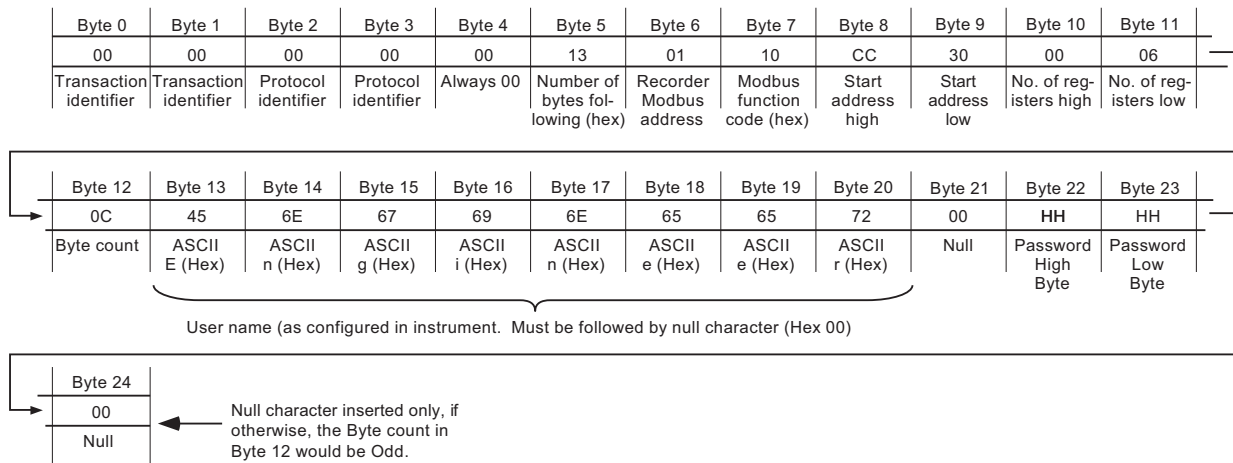 Byte 0 Byte 1 Byte 2 Byte 3 Byte 4 Byte 5 Byte 6 Byte 7 Byte 8 Byte 9 Byte 10 Byte 11
00 00 00 00 00 13 01 10 CC 30 00 06
Transaction identifier Transaction identifier Protocol identifier Protocol identifier Always 00 Number of bytes fol-lowing (hex) Recorder Modbus address Modbus function code (hex) Start address high Start address low No. of reg-isters high No. of reg-isters low
Byte 12 Byte 13 Byte 14 Byte 15 Byte 16 Byte 17 Byte 18 Byte 19 Byte 20 Byte 21 Byte 22 Byte 23
0C 45 6E 67 69 6E 65 65 72 00 HH HH
Byte count ASCII E (Hex) ASCII n (Hex) ASCII g (Hex) ASCII i (Hex) ASCII n (Hex) ASCII e (Hex) ASCII e (Hex) ASCII r (Hex) Null Password High Byte Password Low Byte
User name (as configured in instrument. Must be followed by null character (Hex 00)
Byte 24
00
Null
Null character inserted only, if
otherwise, the Byte count in
Byte 12 would be Odd.